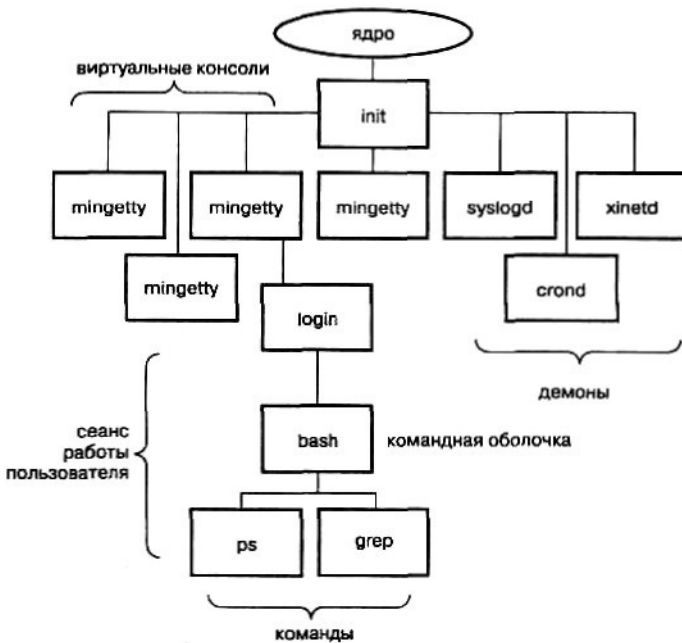 ядро
виртуальные консоли
init
mingetty
mingetty
mingetty
syslogd
xinetd
mingetty
crond
login
демоны
сеанс
работы
пользователя
bash
командная оболочка
ps
grep
команды